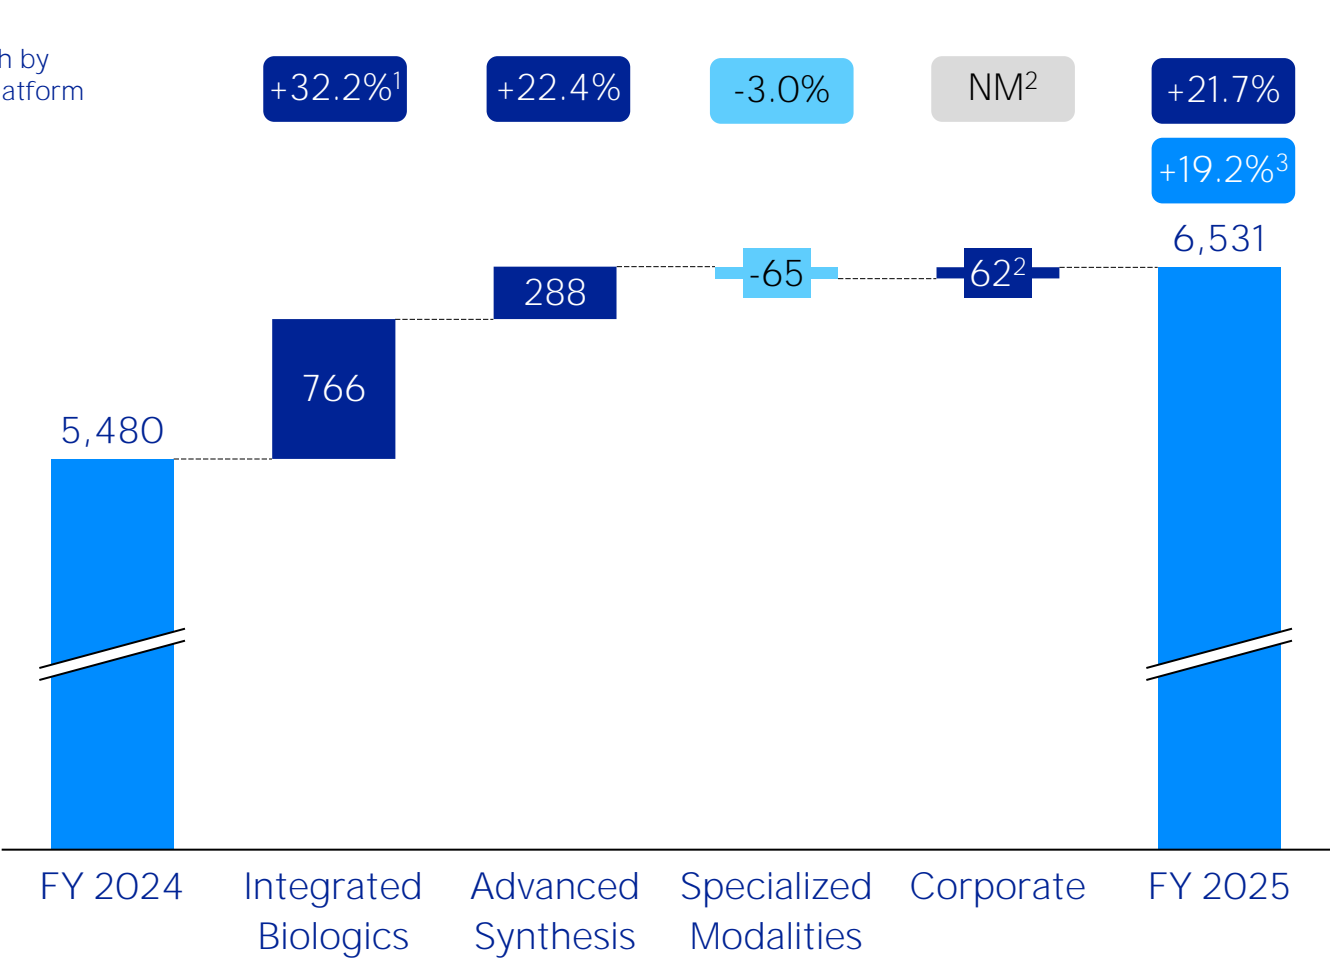 h by
atform
+32.2%1
+22.4%
-3.0%
NM2
+21.7%
+19.2%3
6,531
-65
622
288
766
5,480
FY 2024
Integrated
Biologics
Advanced
Synthesis
Specialized
Modalities
Corporate
FY 2025